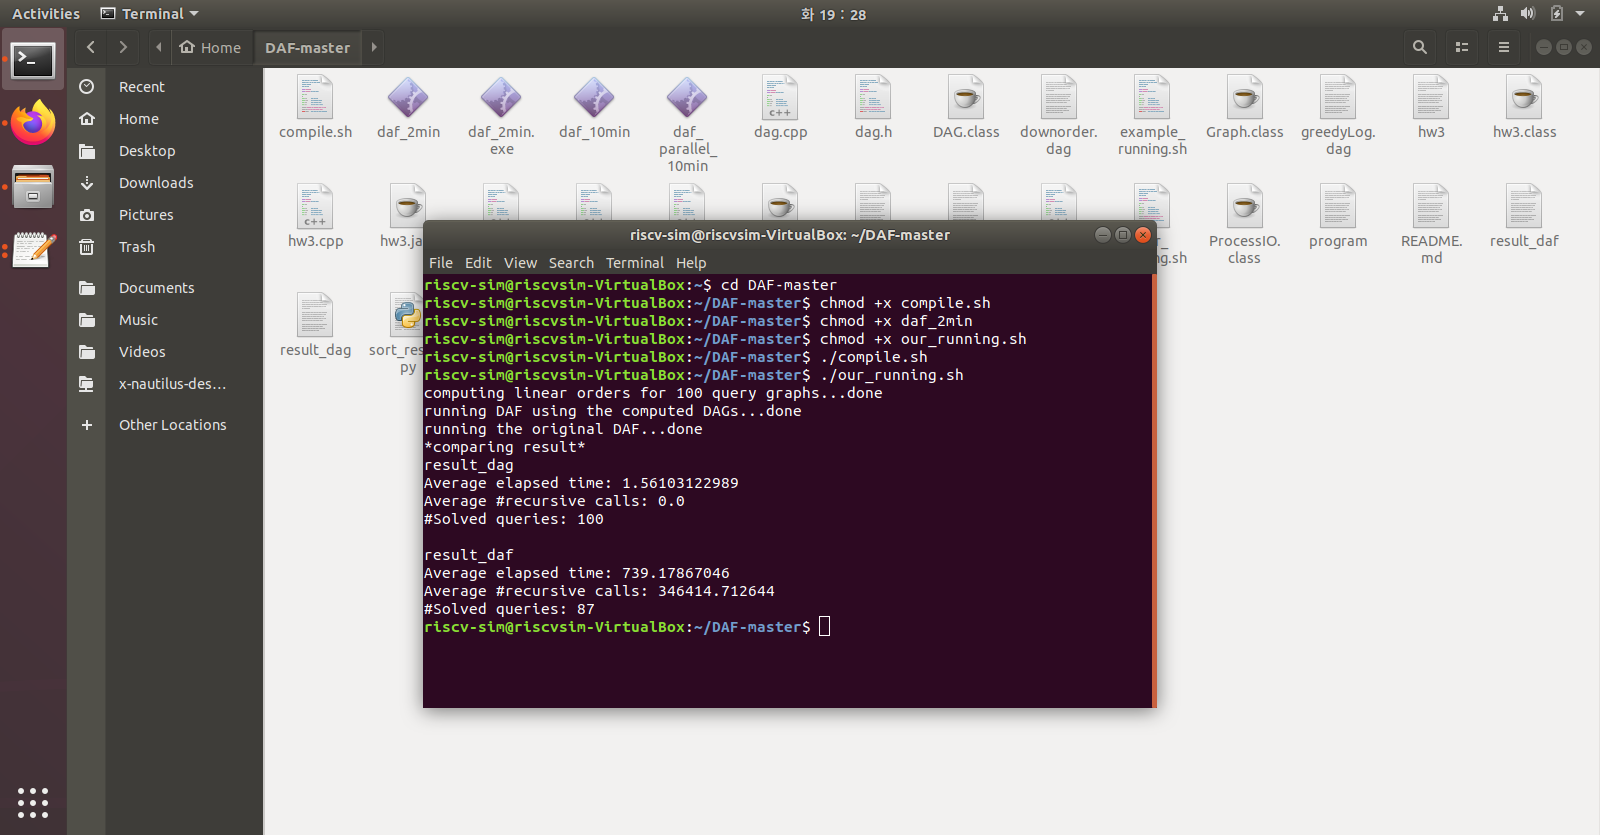 Activities
Terminal
화 19 : 28
Home
DAF-master
Recent
Home
Desktop
Downloads
Pictures
Trash
Documents
Music
Videos
x-nautilus-des...
Other Locations
compile.sh
daf_2min
daf_2min.
exe
daf_10min
daf_
parallel_
10min
dag.cpp
dag.h
DAG.class
downorder.
dag
example_
running.sh
Graph.class
greedyLog.
dag
hw3
hw3.class
hw3.cpp
hw3.ja
ng.sh
ProcessIO.
class
program
README.
md
result_daf
result_dag
sort_res
py
riscv-sim@riscvsim-VirtualBox: ~/DAF-master
File Edit View Search Terminal Help
riscv-sim@riscvsim-VirtualBox:~$ cd DAF-master
riscv-sim@riscvsim-VirtualBox:~/DAF-master$ chmod +x compile.sh
riscv-sim@riscvsim-VirtualBox:~/DAF-master$ chmod +x daf_2min
riscv-sim@riscvsim-VirtualBox:~/DAF-master$ chmod +x our_running.sh
riscv-sim@riscvsim-VirtualBox:~/DAF-master$ ./compile.sh
riscv-sim@riscvsim-VirtualBox:~/DAF-master$ ./our_running.sh
computing linear orders for 100 query graphs...done
running DAF using the computed DAGs...done
running the original DAF...done
*comparing result*
result_dag
Average elapsed time: 1.56103122989
Average #recursive calls: 0.0
#Solved queries: 100
result_daf
Average elapsed time: 739.17867046
Average #recursive calls: 346414.712644
#Solved queries: 87
riscv-sim@riscvsim-VirtualBox:~/DAF-master$